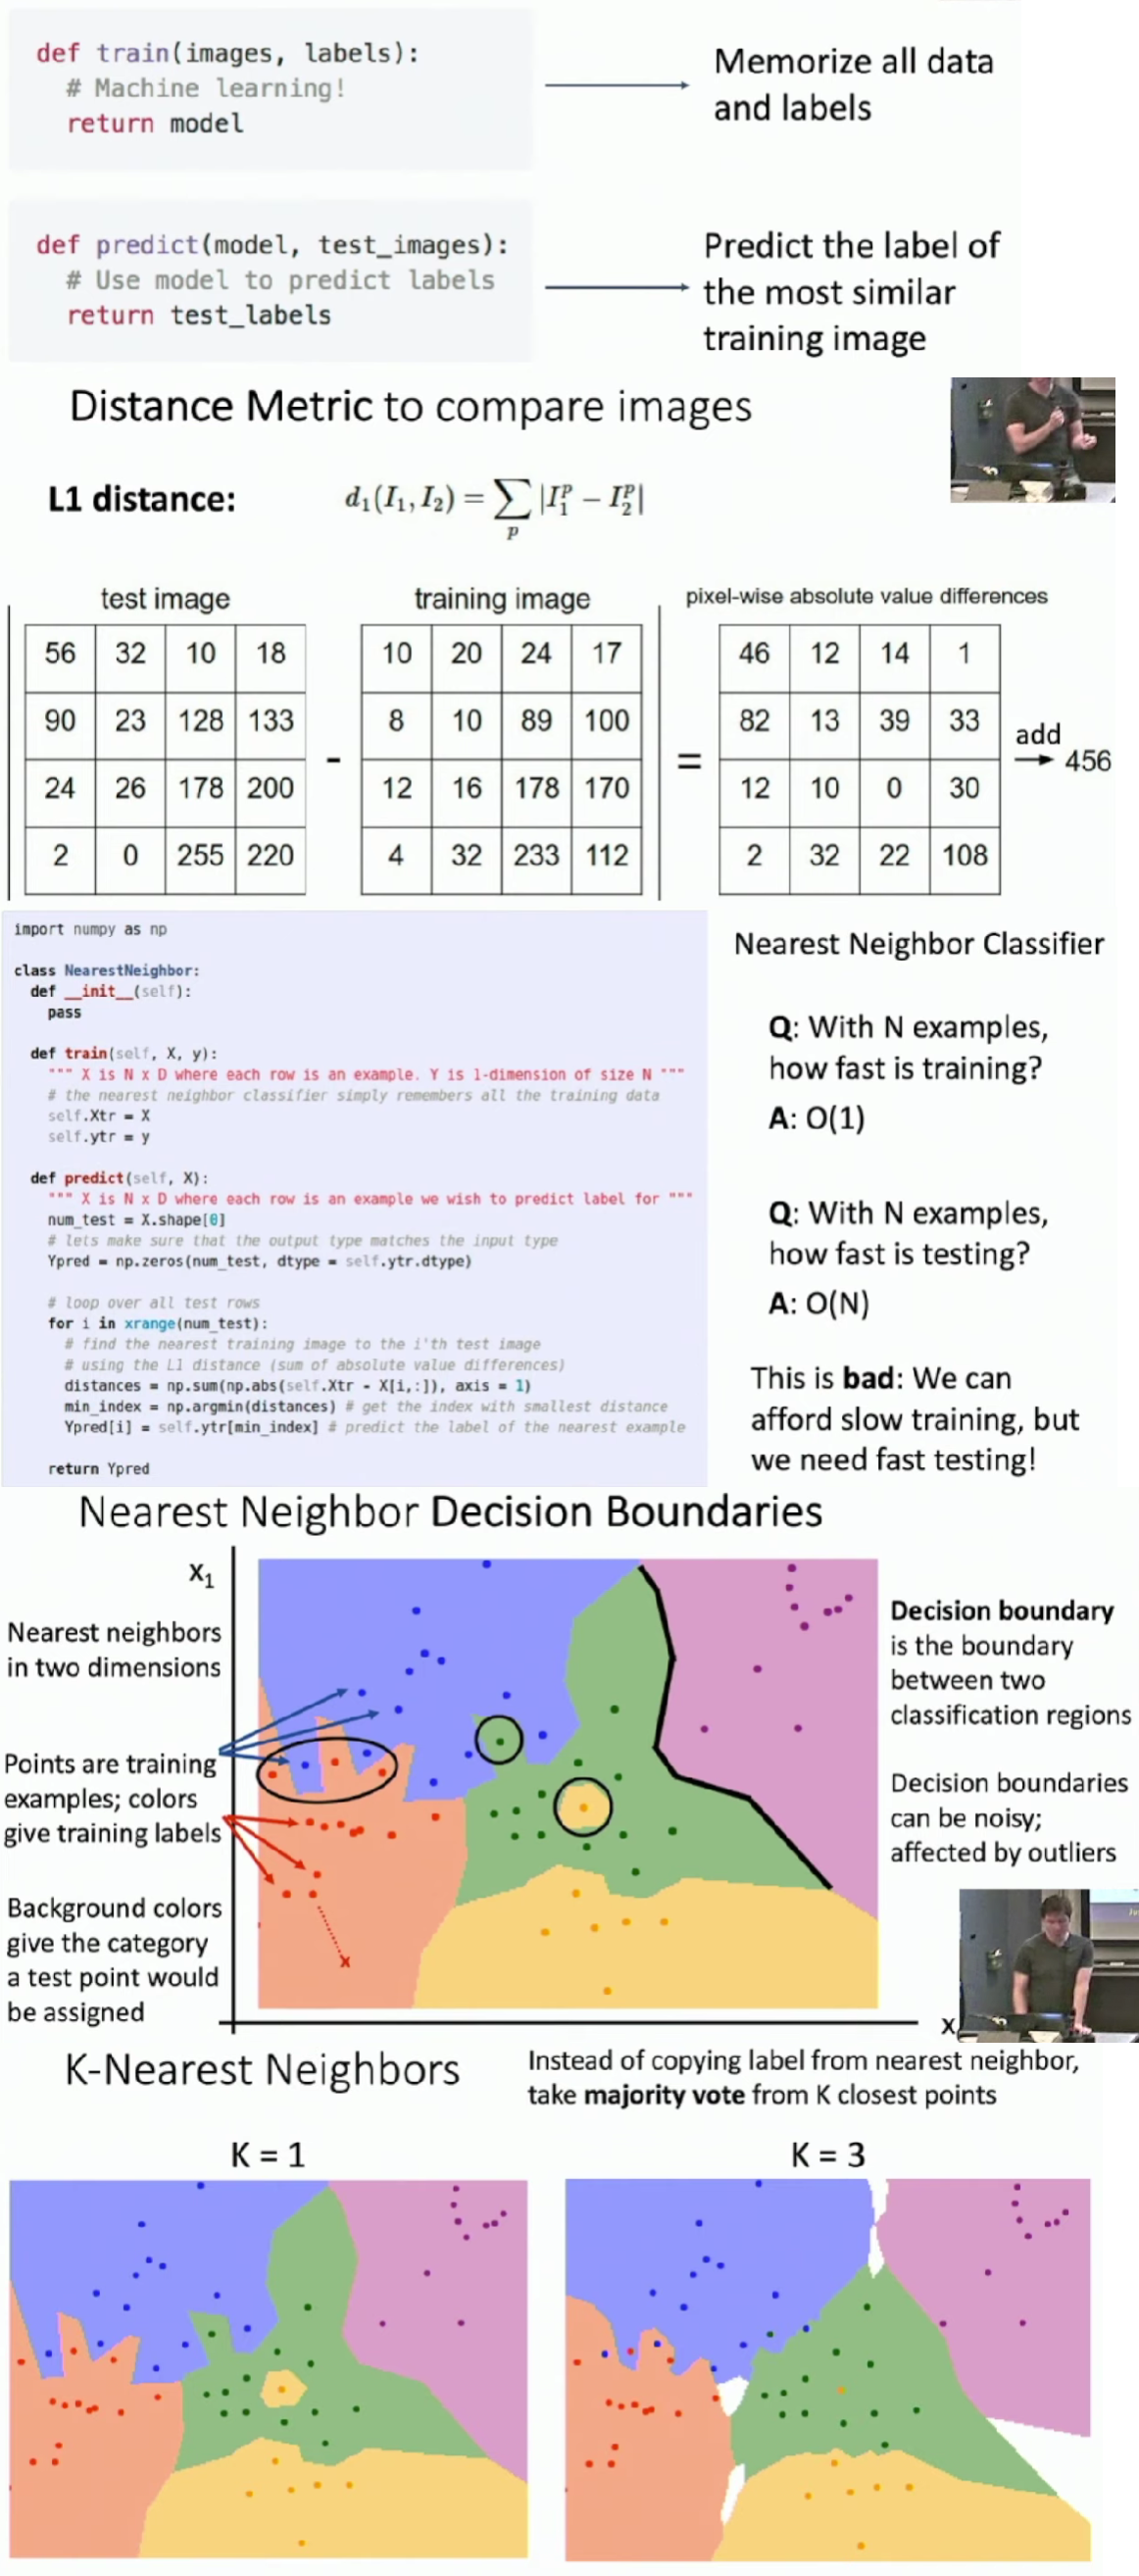 def train(images, labels):
# Machine learning!
return model
Memorize all data
and labels
def predict(model, test_images):
# Use model to predict labels
return test_labels
Predict the label of
the most similar
training image
Distance Metric to compare images
L1 distance:
d₁(I₁, I₂) = ∑ₚ |I₁ᵖ − I₂ᵖ|
test image
56 32 10 18
90 23 128 133
24 26 178 200
2 0 255 220
-
training image
10 20 24 17
8 10 89 100
12 16 178 170
4 32 233 112
=
pixel-wise absolute value differences
46 12 14 1
82 13 39 33
12 10 0 30
2 32 22 108
add
→ 456
import numpy as np
class NearestNeighbor:
def __init__(self):
pass
def train(self, X, y):
""" X is N x D where each row is an example. Y is 1-dimension of size N """
# the nearest neighbor classifier simply remembers all the training data
self.Xtr = X
self.ytr = y
def predict(self, X):
""" X is N x D where each row is an example we wish to predict label for """
num_test = X.shape[0]
# lets make sure that the output type matches the input type
Ypred = np.zeros(num_test, dtype = self.ytr.dtype)
# loop over all test rows
for i in xrange(num_test):
# find the nearest training image to the i'th test image
# using the L1 distance (sum of absolute value differences)
distances = np.sum(np.abs(self.Xtr - X[i,:]), axis = 1)
min_index = np.argmin(distances) # get the index with smallest distance
Ypred[i] = self.ytr[min_index] # predict the label of the nearest example
return Ypred
Nearest Neighbor Classifier
Q: With N examples,
how fast is training?
A: O(1)
Q: With N examples,
how fast is testing?
A: O(N)
This is bad: We can
afford slow training, but
we need fast testing!
Nearest Neighbor Decision Boundaries
x₁
Nearest neighbors
in two dimensions
Points are training
examples; colors
give training labels
Background colors
give the category
a test point would
be assigned
x
Decision boundary
is the boundary
between two
classification regions
Decision boundaries
can be noisy;
affected by outliers
x
K-Nearest Neighbors
Instead of copying label from nearest neighbor,
take majority vote from K closest points
K = 1
K = 3